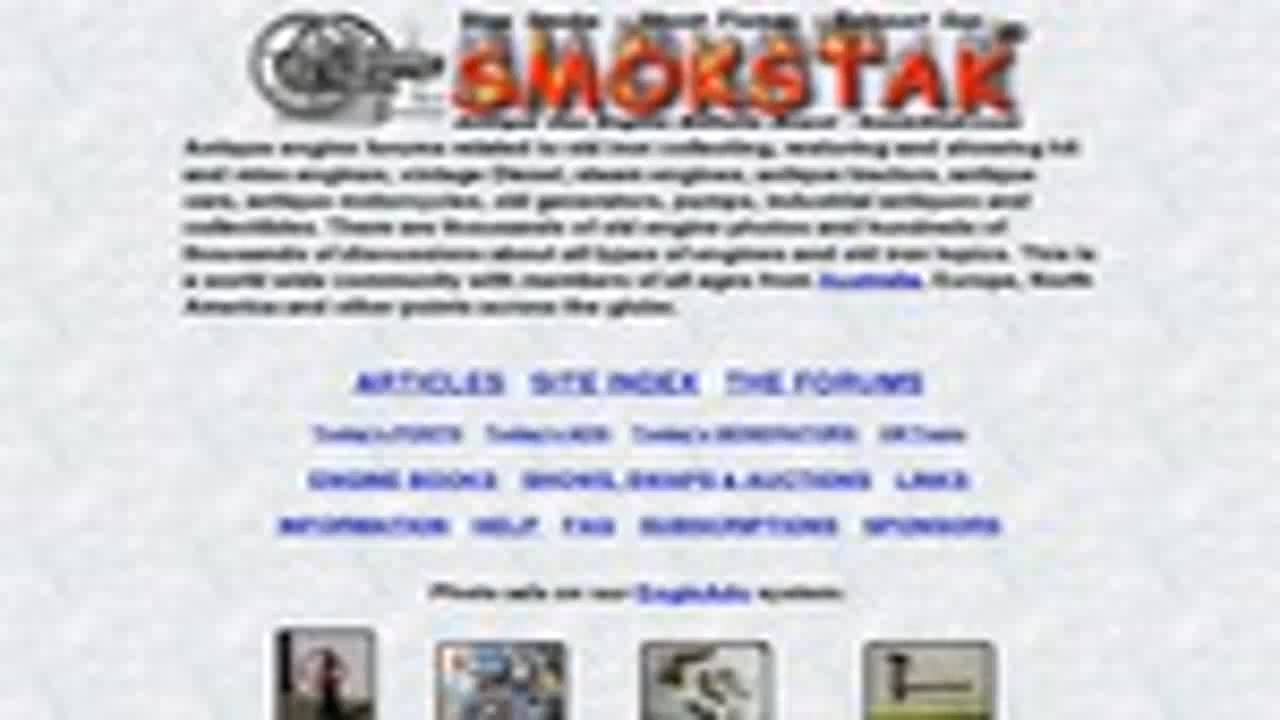 SMOKSTAK
Antique engine forums related to old iron collecting, restoring and showing hit
and miss engines, vintage Diesel, steam engines, antique tractors, antique
cars, antique motorcycles, old generators, pumps, industrial antiques and
collectibles. There are thousands of old engine photos and hundreds of
thousands of discussions about all types of engines and old iron topics. This is
a world wide community with members of all ages from Australia, Europe, North
America and other points across the globe.
ARTICLES SITE INDEX THE FORUMS
Today's POSTS Today's ADS Today's GENERATORS
ENGINE BOOKS SHOWS, SWAPS & AUCTIONS LINKS
INFORMATION HELP FAQ SUBSCRIPTIONS SPONSORS
Photo ads on our system.